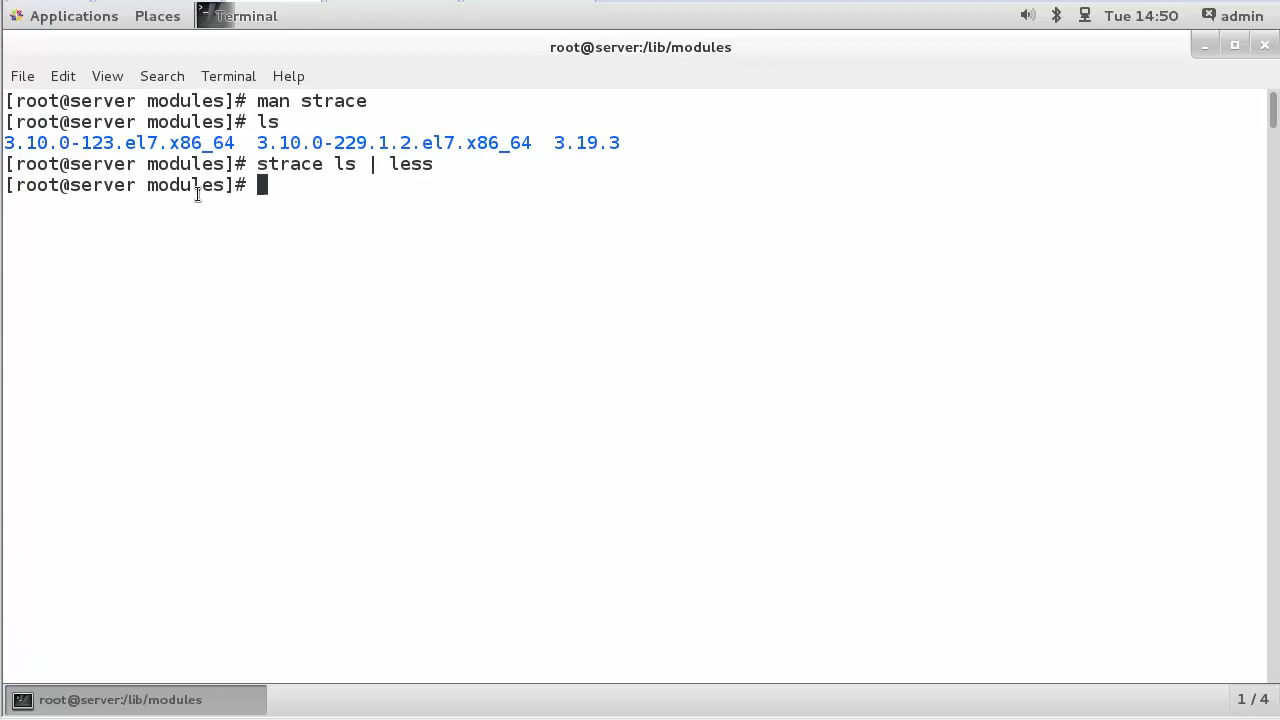 Applications Places Terminal Tue 14:50 admin
root@server:/lib/modules
File Edit View Search Terminal Help
[root@server modules]# man strace
[root@server modules]# ls
3.10.0-123.el7.x86_64  3.10.0-229.1.2.el7.x86_64  3.19.3
[root@server modules]# strace ls | less
[root@server modules]#
root@server:/lib/modules 1 / 4